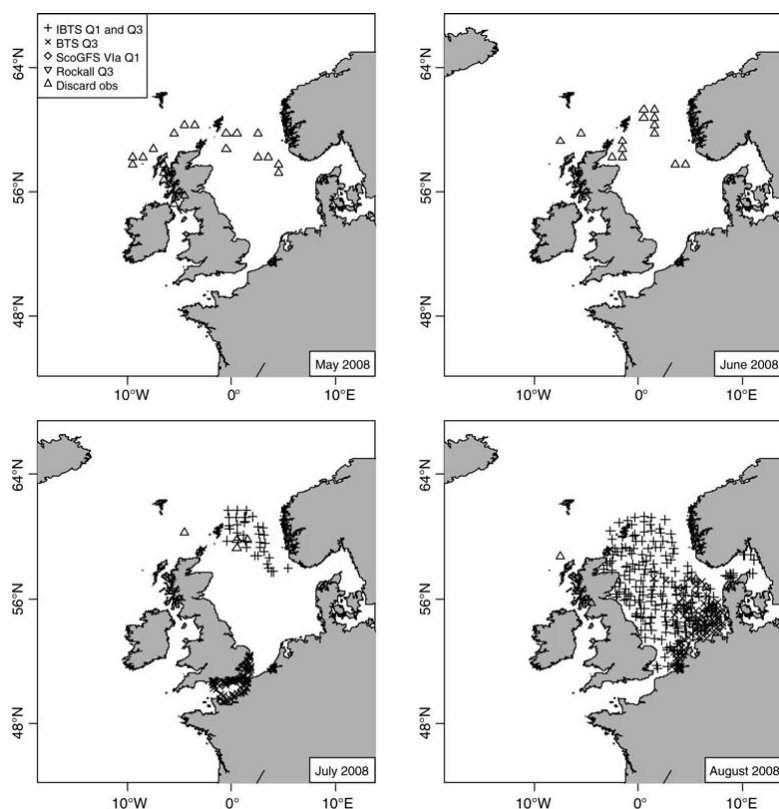 + IBTS Q1 and Q3
× BTS Q3
◇ ScoGFS VIa Q1
▽ Rockall Q3
△ Discard obs
64°N
56°N
48°N
May 2008
10°W 0° 10°E
64°N
56°N
48°N
June 2008
10°W 0° 10°E
64°N
56°N
48°N
July 2008
10°W 0° 10°E
64°N
56°N
48°N
August 2008
10°W 0° 10°E